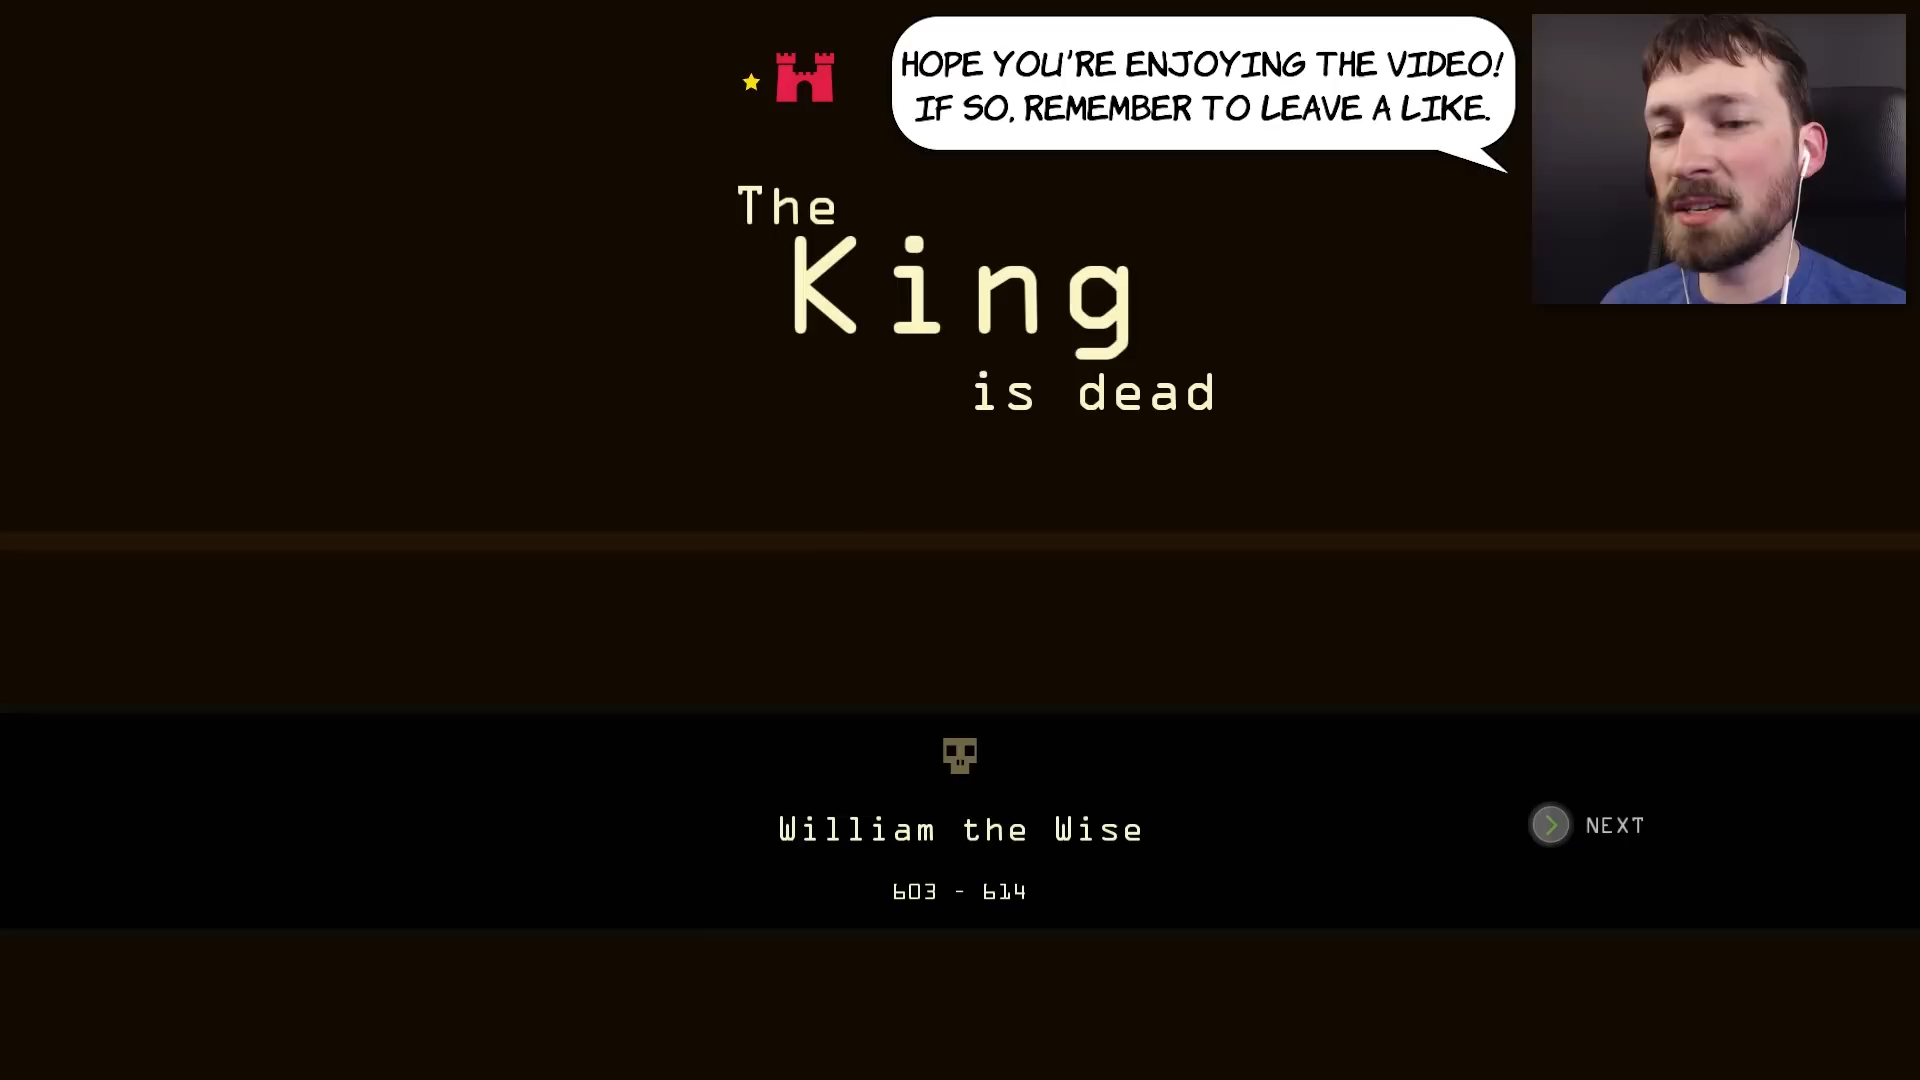 HOPE YOU'RE ENJOYING THE VIDEO!
IF SO, REMEMBER TO LEAVE A LIKE.
The
King
is dead
William the Wise
NEXT
603 - 614